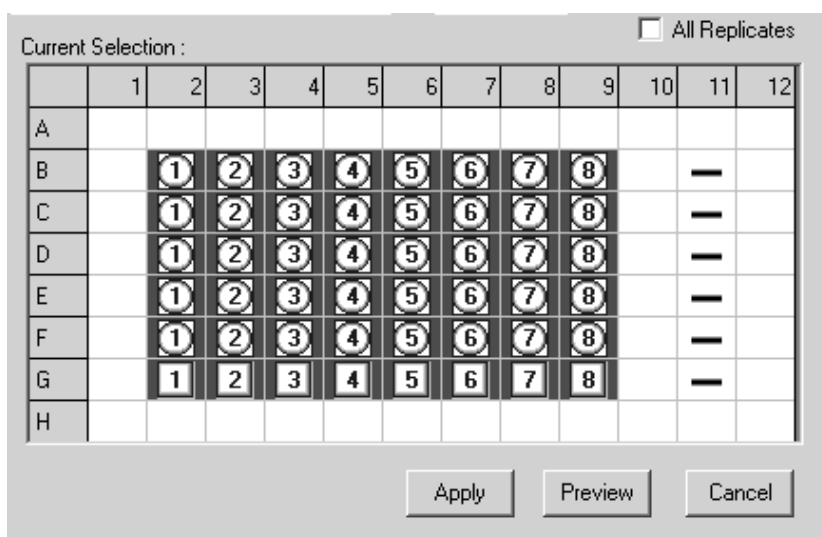 All Replicates
Current Selection :
1 2 3 4 5 6 7 8 9 10 11 12
A
B 1 2 3 4 5 6 7 8 –
C 1 2 3 4 5 6 7 8 –
D 1 2 3 4 5 6 7 8 –
E 1 2 3 4 5 6 7 8 –
F 1 2 3 4 5 6 7 8 –
G 1 2 3 4 5 6 7 8 –
H
Apply Preview Cancel